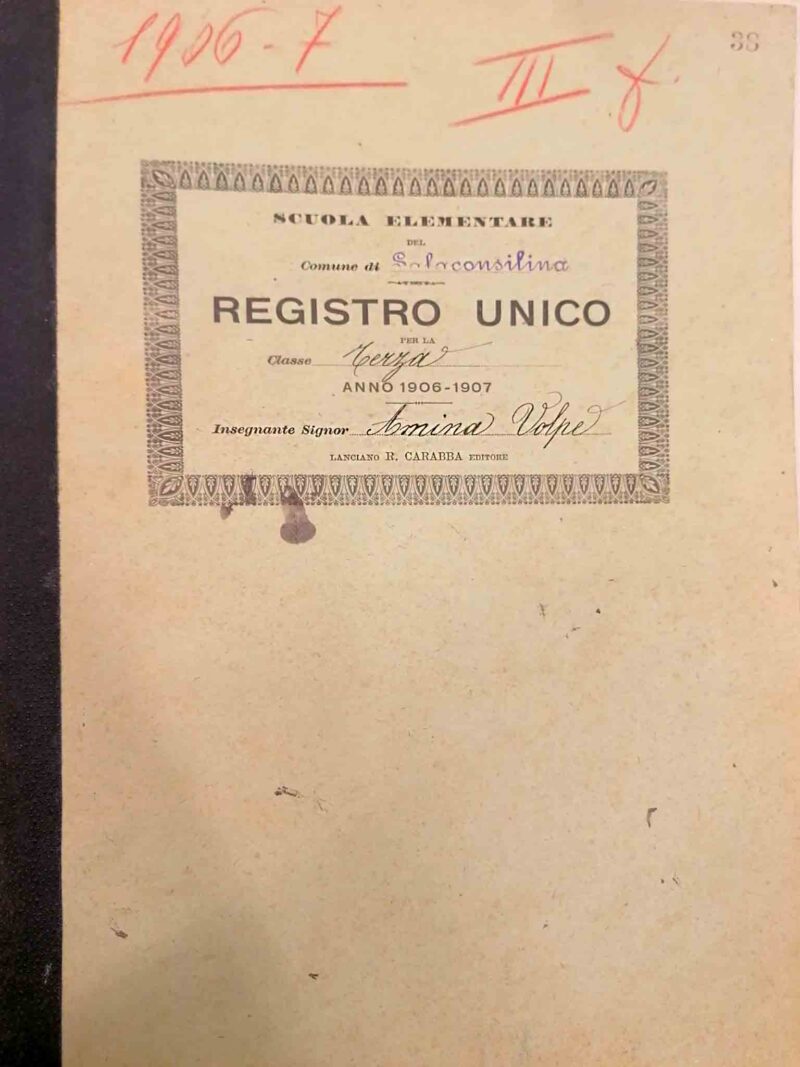 1906-7
III f.
38
SCUOLA ELEMENTARE
DEL
Comune di Salaconsilina
REGISTRO UNICO
PER LA
Classe Terza
ANNO 1906-1907
Insegnante Signor Amina Volpe
LANCIANO R. CARABBA EDITORE